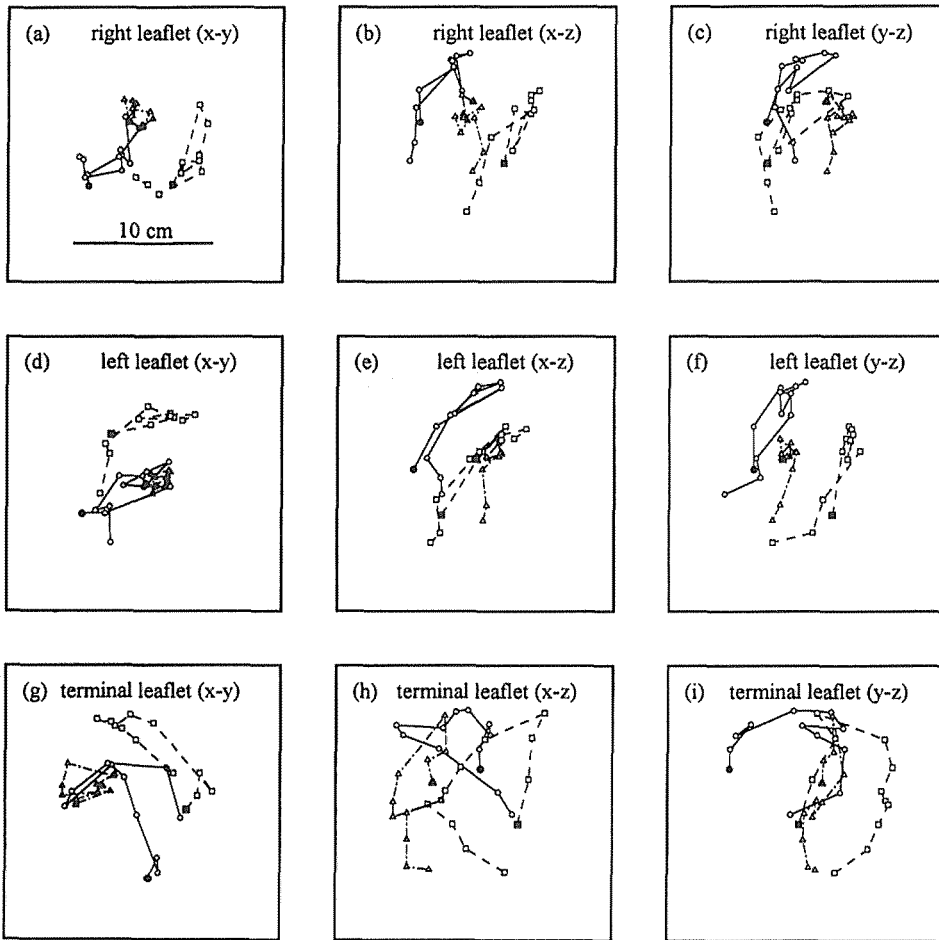 (a) right leaflet (x-y)
(b) right leaflet (x-z)
(c) right leaflet (y-z)
10 cm
(d) left leaflet (x-y)
(e) left leaflet (x-z)
(f) left leaflet (y-z)
(g) terminal leaflet (x-y)
(h) terminal leaflet (x-z)
(i) terminal leaflet (y-z)